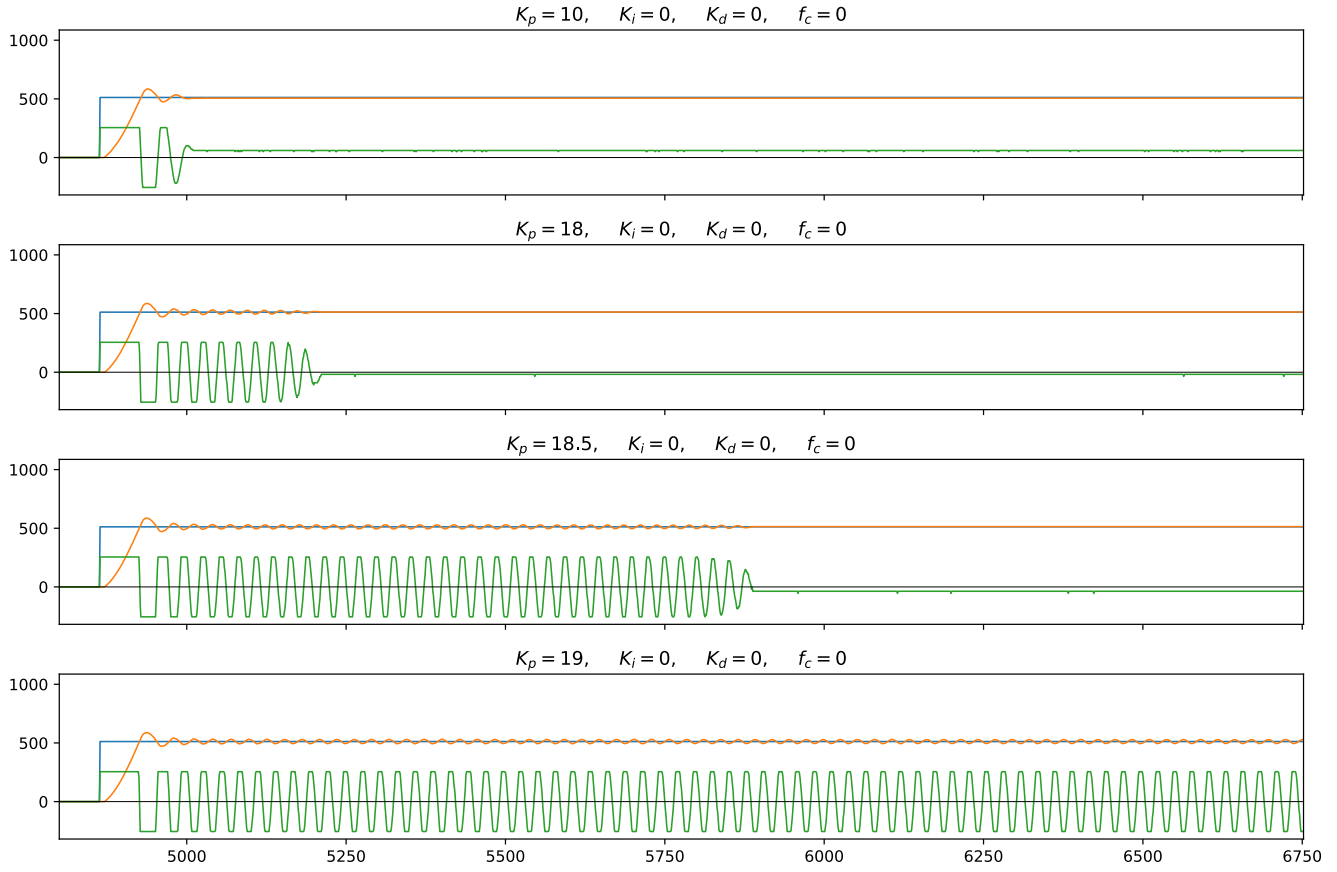 K_p = 10, K_i = 0, K_d = 0, f_c = 0
1000
500
0
K_p = 18, K_i = 0, K_d = 0, f_c = 0
1000
500
0
K_p = 18.5, K_i = 0, K_d = 0, f_c = 0
1000
500
0
K_p = 19, K_i = 0, K_d = 0, f_c = 0
1000
500
0
5000 5250 5500 5750 6000 6250 6500 6750